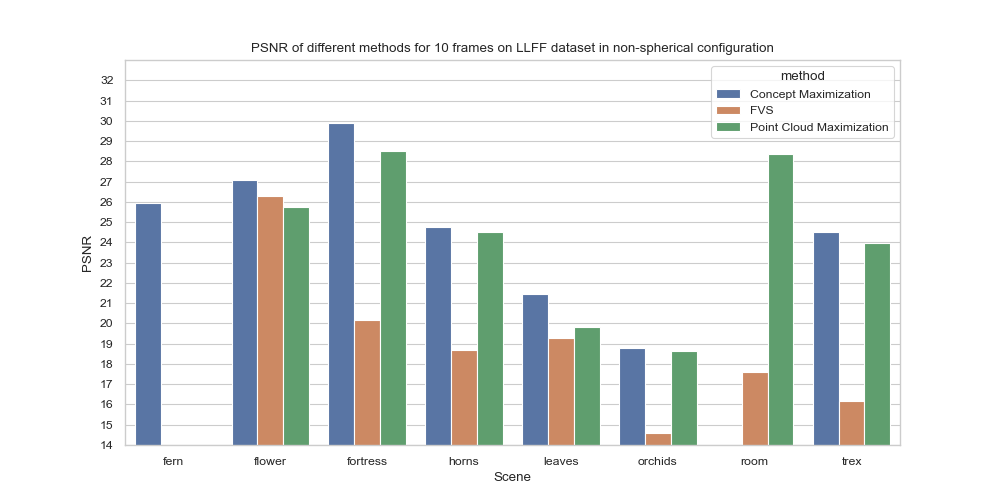 PSNR of different methods for 10 frames on LLFF dataset in non-spherical configuration
method
Concept Maximization
FVS
Point Cloud Maximization
PSNR
32
31
30
29
28
27
26
25
24
23
22
21
20
19
18
17
16
15
14
fern flower fortress horns leaves orchids room trex
Scene